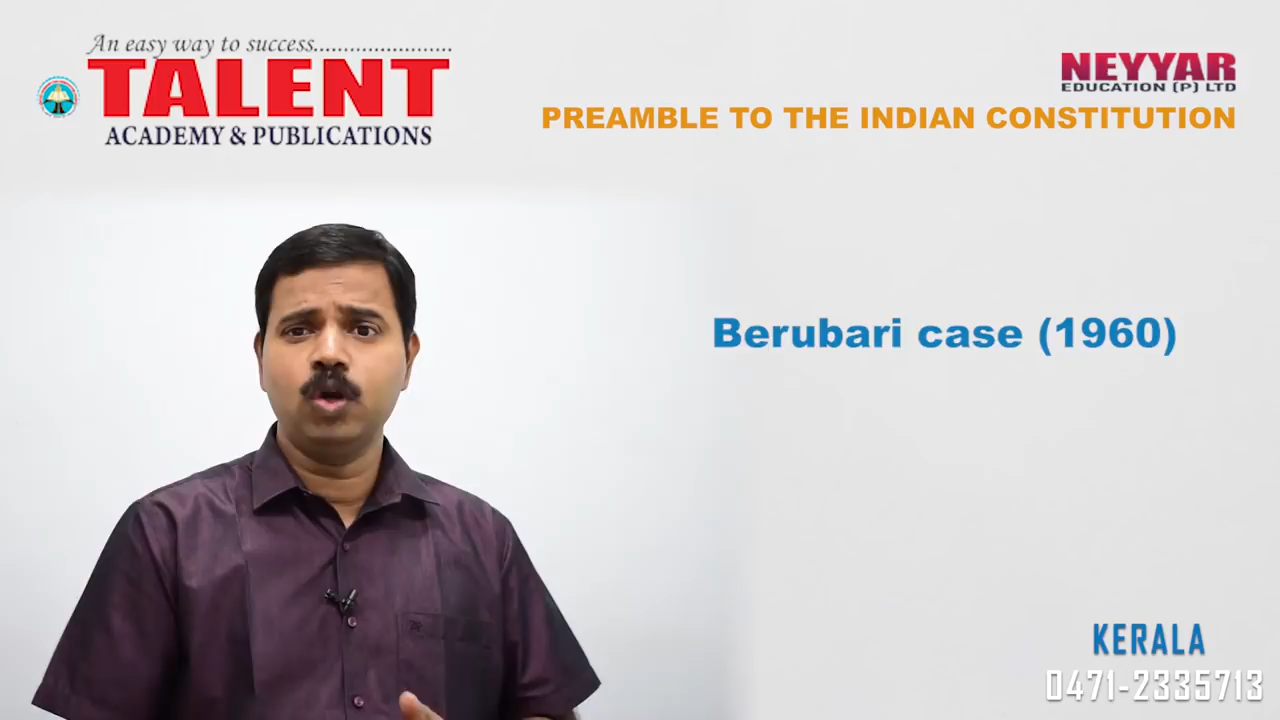 An easy way to success.......................
TALENT
ACADEMY & PUBLICATIONS
NEYYAR
EDUCATION (P) LTD
PREAMBLE TO THE INDIAN CONSTITUTION
Berubari case (1960)
KERALA
0471-2335713